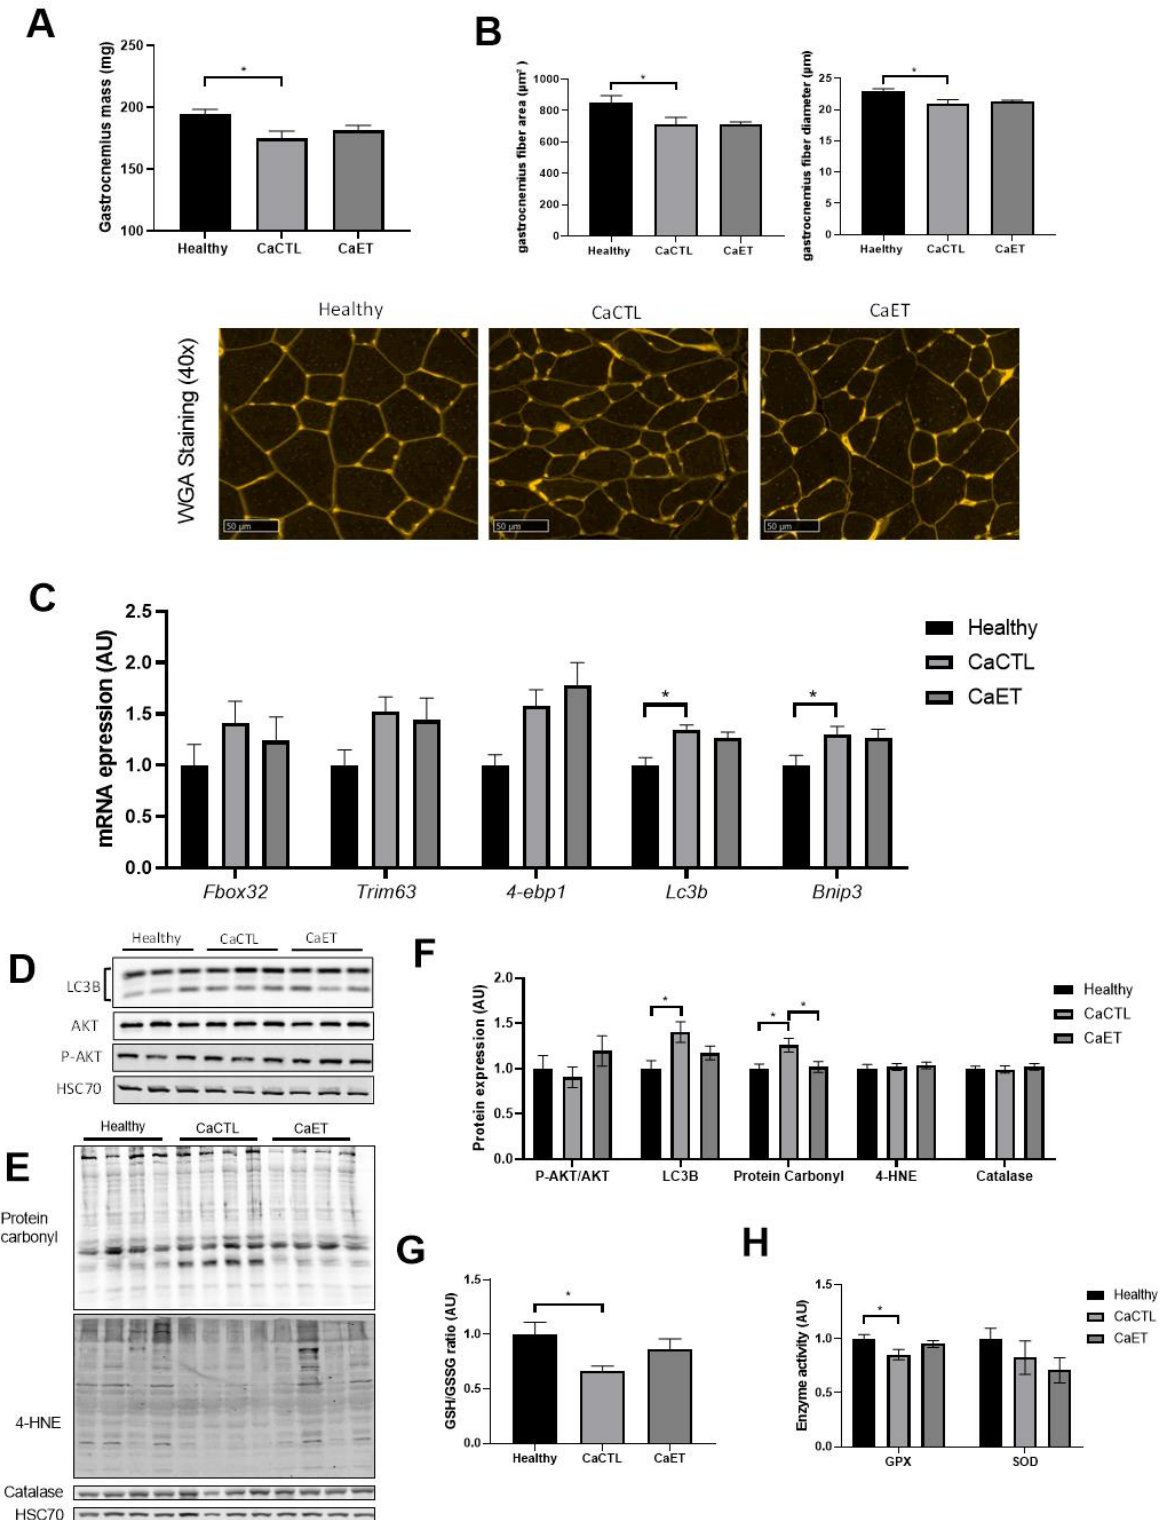 A
Gastrocnemius mass (mg)
250
200
150
100
*
Healthy CaCTL CaET
B
gastrocnemius fiber area (µm²)
1000
800
600
400
200
0
*
Healthy CaCTL CaET
gastrocnemius fiber diameter (µm)
25
20
15
10
5
0
*
Haelthy CaCTL CaET
Healthy CaCTL CaET
WGA Staining (40x)
50 µm 50 µm 50 µm
C
mRNA epression (AU)
2.5
2.0
1.5
1.0
0.5
0.0
* *
Fbox32 Trim63 4-ebp1 Lc3b Bnip3
Healthy
CaCTL
CaET
D
Healthy CaCTL CaET
LC3B
AKT
P-AKT
HSC70
E
Healthy CaCTL CaET
Protein
carbonyl
4-HNE
Catalase
HSC70
F
Protein expression (AU)
2.0
1.5
1.0
0.5
0.0
* * *
P-AKT/AKT LC3B Protein Carbonyl 4-HNE Catalase
Healthy
CaCTL
CaET
G
GSH/GSSG ratio (AU)
1.5
1.0
0.5
0.0
*
Healthy CaCTL CaET
H
Enzyme activity (AU)
1.5
1.0
0.5
0.0
*
GPX SOD
Healthy
CaCTL
CaET